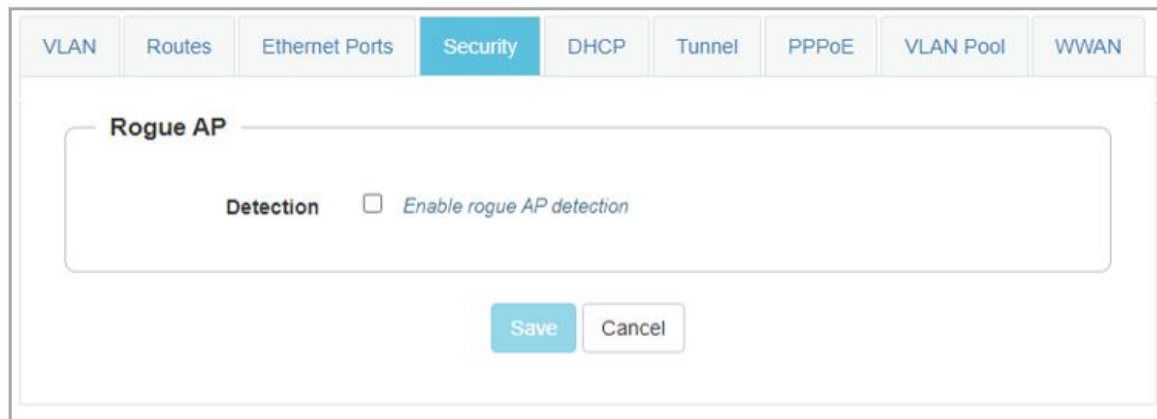 VLAN Routes Ethernet Ports Security DHCP Tunnel PPPoE VLAN Pool WWAN
Rogue AP
Detection Enable rogue AP detection
Save Cancel